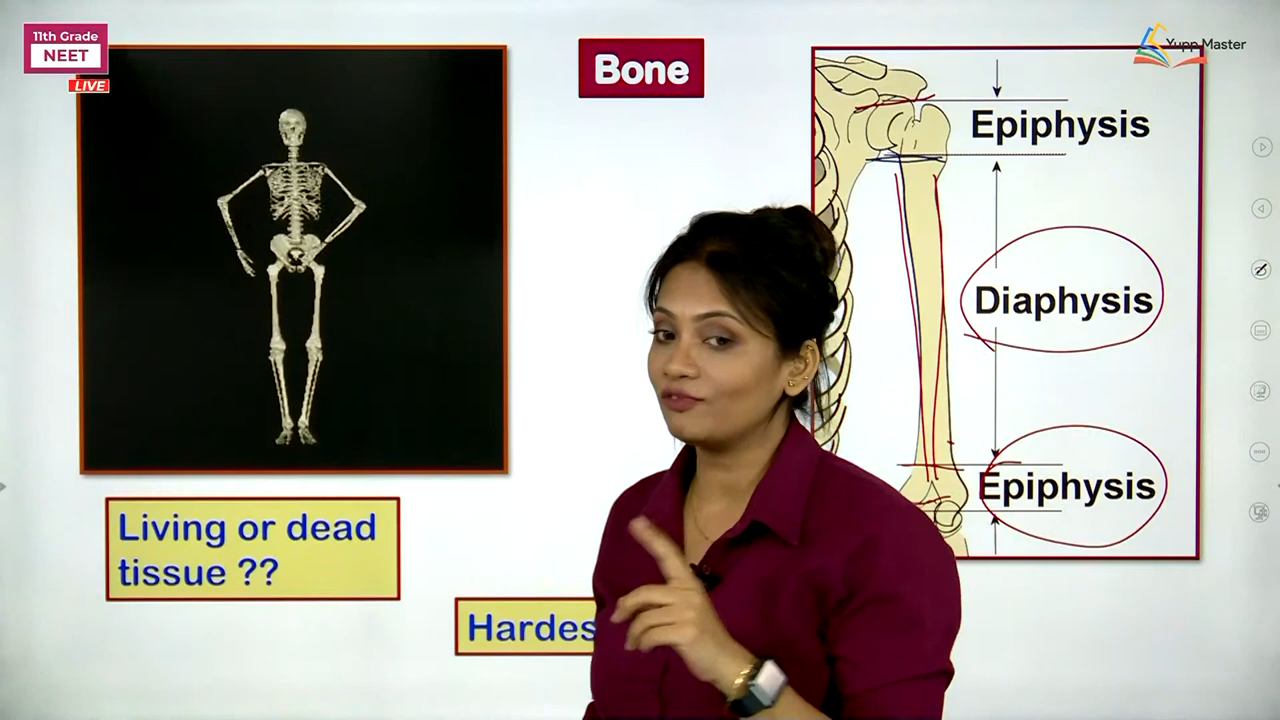 11th Grade
NEET
LIVE
Bone
Yupp Master
Epiphysis
Diaphysis
Epiphysis
Living or dead
tissue ??
Hardes